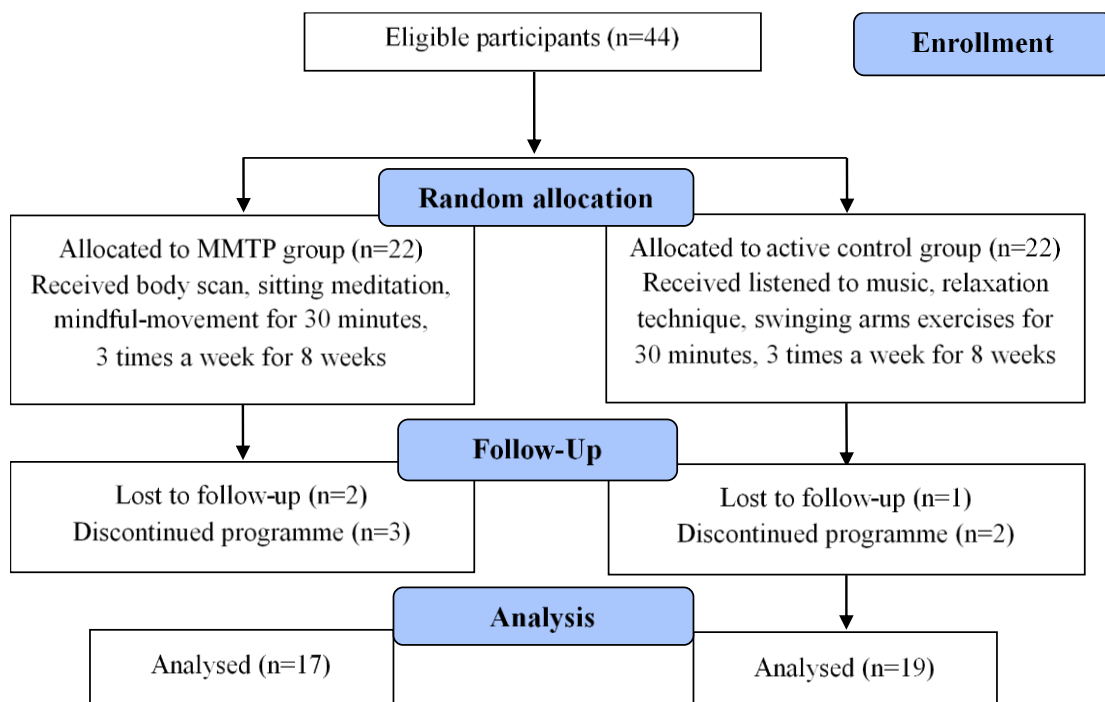 Eligible participants (n=44)
Enrollment
Random allocation
Allocated to MMTP group (n=22)
Received body scan, sitting meditation,
mindful-movement for 30 minutes,
3 times a week for 8 weeks
Allocated to active control group (n=22)
Received listened to music, relaxation
technique, swinging arms exercises for
30 minutes, 3 times a week for 8 weeks
Follow-Up
Lost to follow-up (n=2)
Discontinued programme (n=3)
Lost to follow-up (n=1)
Discontinued programme (n=2)
Analysis
Analysed (n=17)
Analysed (n=19)